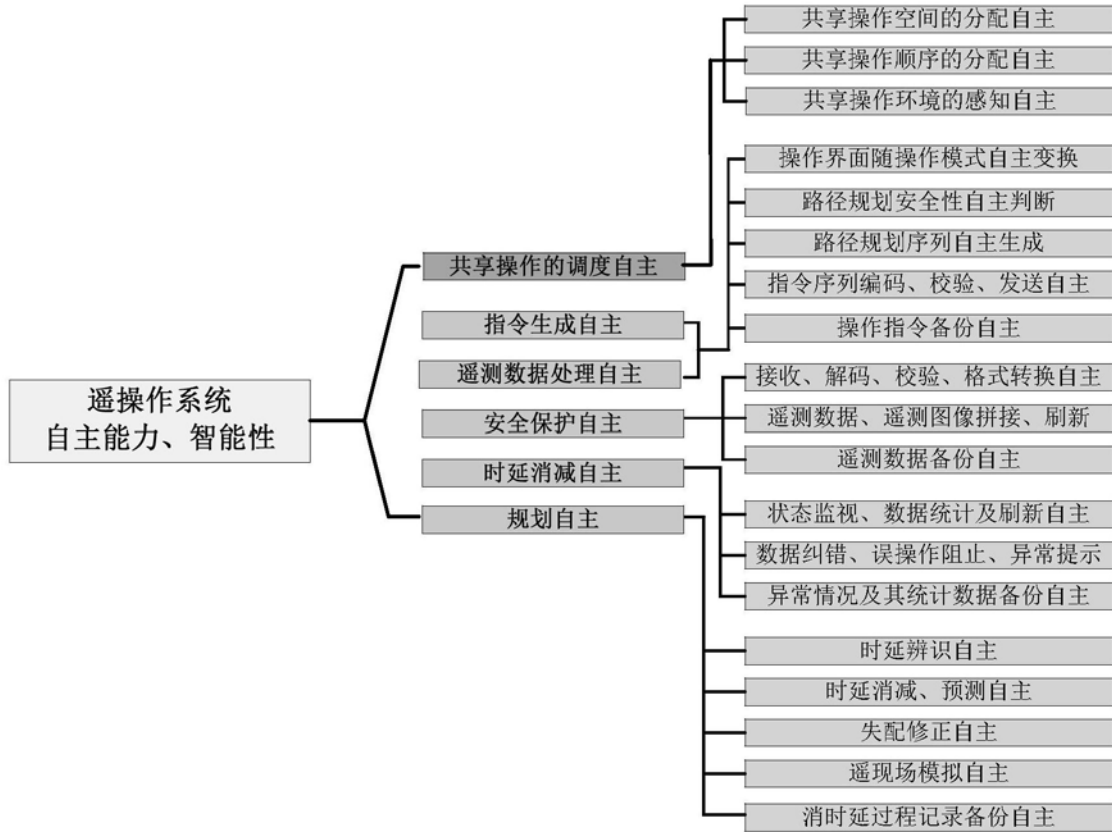 遥操作系统
自主能力、智能性
共享操作的调度自主
指令生成自主
遥测数据处理自主
安全保护自主
时延消减自主
规划自主
共享操作空间的分配自主
共享操作顺序的分配自主
共享操作环境的感知自主
操作界面随操作模式自主变换
路径规划安全性自主判断
路径规划序列自主生成
指令序列编码、校验、发送自主
操作指令备份自主
接收、解码、校验、格式转换自主
遥测数据、遥测图像拼接、刷新
遥测数据备份自主
状态监视、数据统计及刷新自主
数据纠错、误操作阻止、异常提示
异常情况及其统计数据备份自主
时延辨识自主
时延消减、预测自主
失配修正自主
遥现场模拟自主
消时延过程记录备份自主